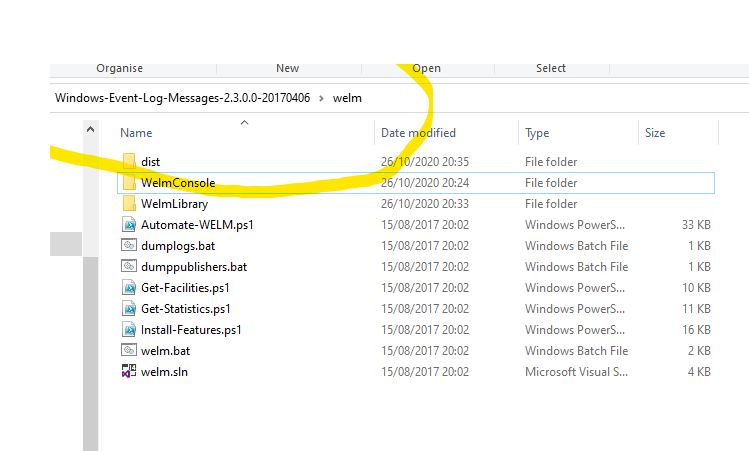 Organise New Open Select
Windows-Event-Log-Messages-2.3.0.0-20170406 > welm
Name Date modified Type Size
dist 26/10/2020 20:35 File folder
WelmConsole 26/10/2020 20:24 File folder
WelmLibrary 26/10/2020 20:33 File folder
Automate-WELM.ps1 15/08/2017 20:02 Windows PowerS... 33 KB
dumplogs.bat 15/08/2017 20:02 Windows Batch File 1 KB
dumppublishers.bat 15/08/2017 20:02 Windows Batch File 1 KB
Get-Facilities.ps1 15/08/2017 20:02 Windows PowerS... 10 KB
Get-Statistics.ps1 15/08/2017 20:02 Windows PowerS... 11 KB
Install-Features.ps1 15/08/2017 20:02 Windows PowerS... 16 KB
welm.bat 15/08/2017 20:02 Windows Batch File 2 KB
welm.sln 15/08/2017 20:02 Microsoft Visual S... 4 KB